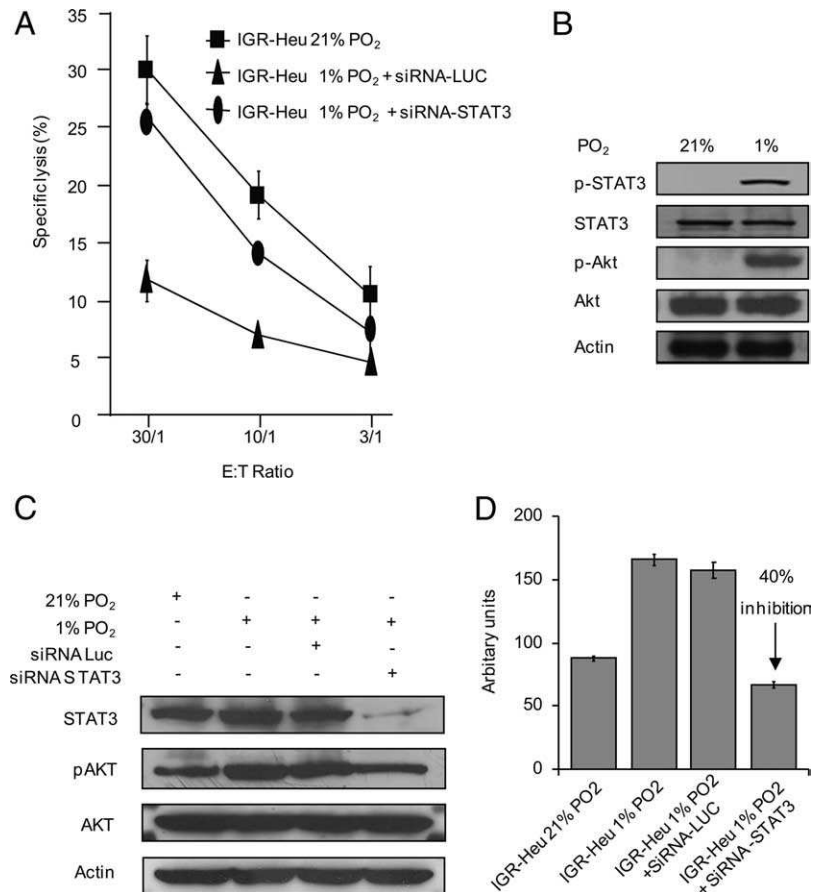 A
35
30
25
20
15
10
5
0
Specific lysis (%)
30/1 10/1 3/1
E:T Ratio
IGR-Heu 21% PO2
IGR-Heu 1% PO2 + siRNA-LUC
IGR-Heu 1% PO2 + siRNA-STAT3
B
PO2 21% 1%
p-STAT3
STAT3
p-Akt
Akt
Actin
C
21% PO2 + - - -
1% PO2 - + + +
siRNA Luc - - + -
siRNA STAT3 - - - +
STAT3
pAKT
AKT
Actin
D
200
150
100
50
0
Arbitary units
40%
inhibition
IGR-Heu 21% PO2
IGR-Heu 1% PO2
IGR-Heu 1% PO2
+SiRNA-LUC
IGR-Heu 1% PO2
+SiRNA-STAT3